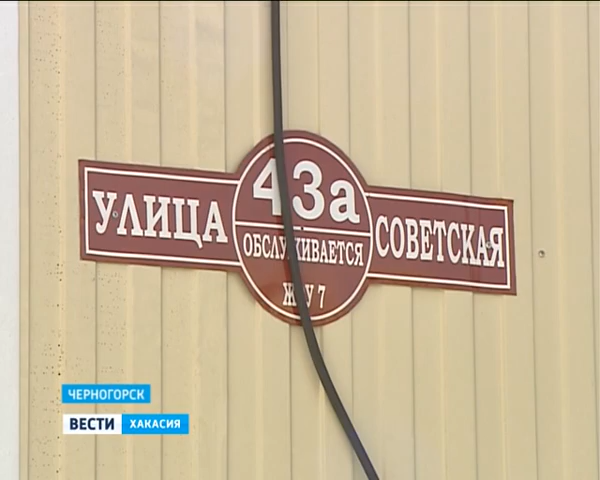 43а
УЛИЦА ОБСЛУЖИВАЕТСЯ СОВЕТСКАЯ
ЖЭУ 7
ЧЕРНОГОРСК
ВЕСТИ ХАКАСИЯ